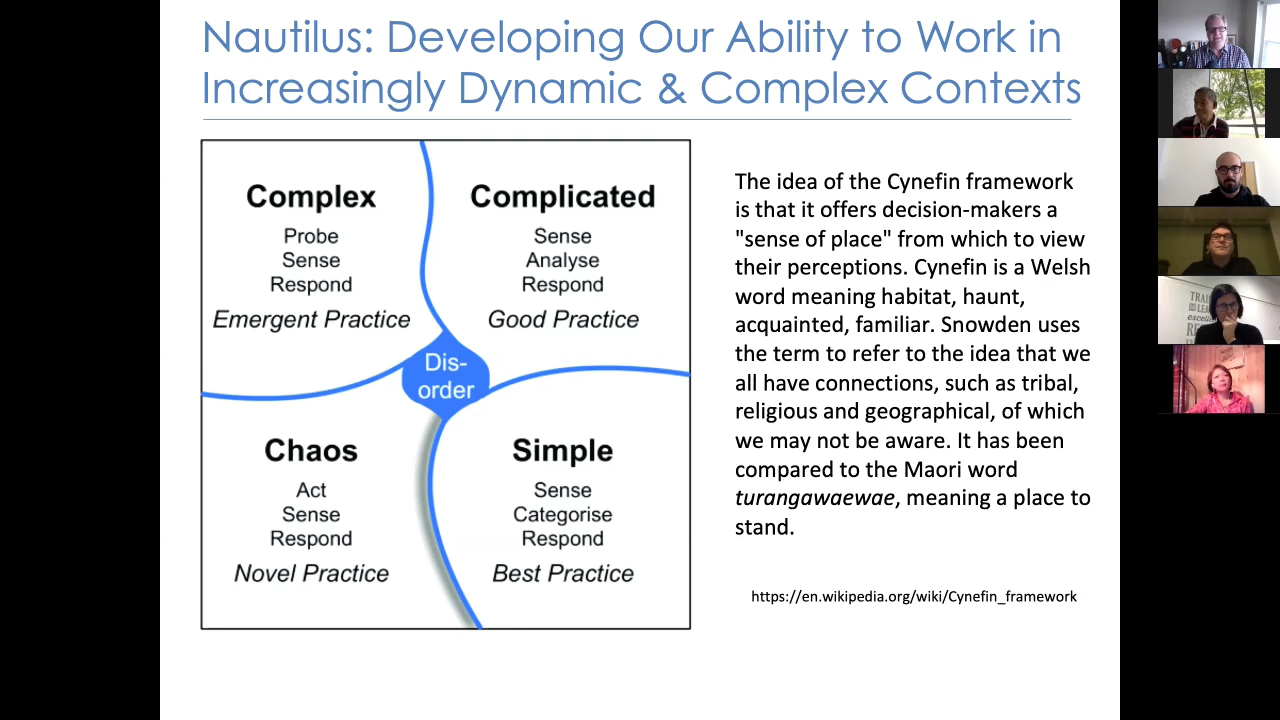 Nautilus: Developing Our Ability to Work in
Increasingly Dynamic & Complex Contexts
Complex
Probe
Sense
Respond
Emergent Practice
Complicated
Sense
Analyse
Respond
Good Practice
Dis-
order
Chaos
Act
Sense
Respond
Novel Practice
Simple
Sense
Categorise
Respond
Best Practice
The idea of the Cynefin framework
is that it offers decision-makers a
"sense of place" from which to view
their perceptions. Cynefin is a Welsh
word meaning habitat, haunt,
acquainted, familiar. Snowden uses
the term to refer to the idea that we
all have connections, such as tribal,
religious and geographical, of which
we may not be aware. It has been
compared to the Maori word
turangawaewae, meaning a place to
stand.
https://en.wikipedia.org/wiki/Cynefin_framework